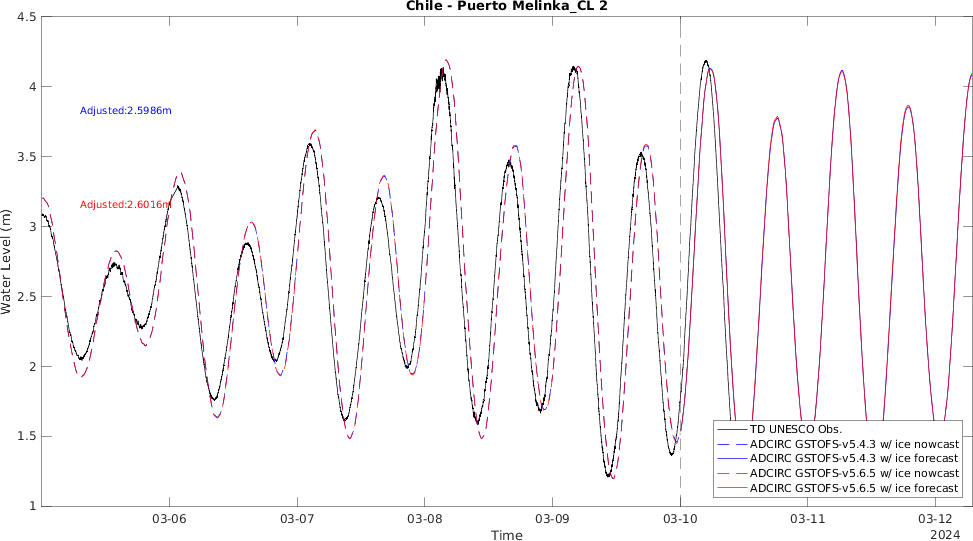 Chile - Puerto Melinka_CL 2
4.5
4
3.5
3
2.5
2
1.5
1
Water Level (m)
Adjusted:2.5986m
Adjusted:2.6016m
TD UNESCO Obs.
ADCIRC GSTOFS-v5.4.3 w/ ice nowcast
ADCIRC GSTOFS-v5.4.3 w/ ice forecast
ADCIRC GSTOFS-v5.6.5 w/ ice nowcast
ADCIRC GSTOFS-v5.6.5 w/ ice forecast
03-06 03-07 03-08 03-09 03-10 03-11 03-12
2024
Time